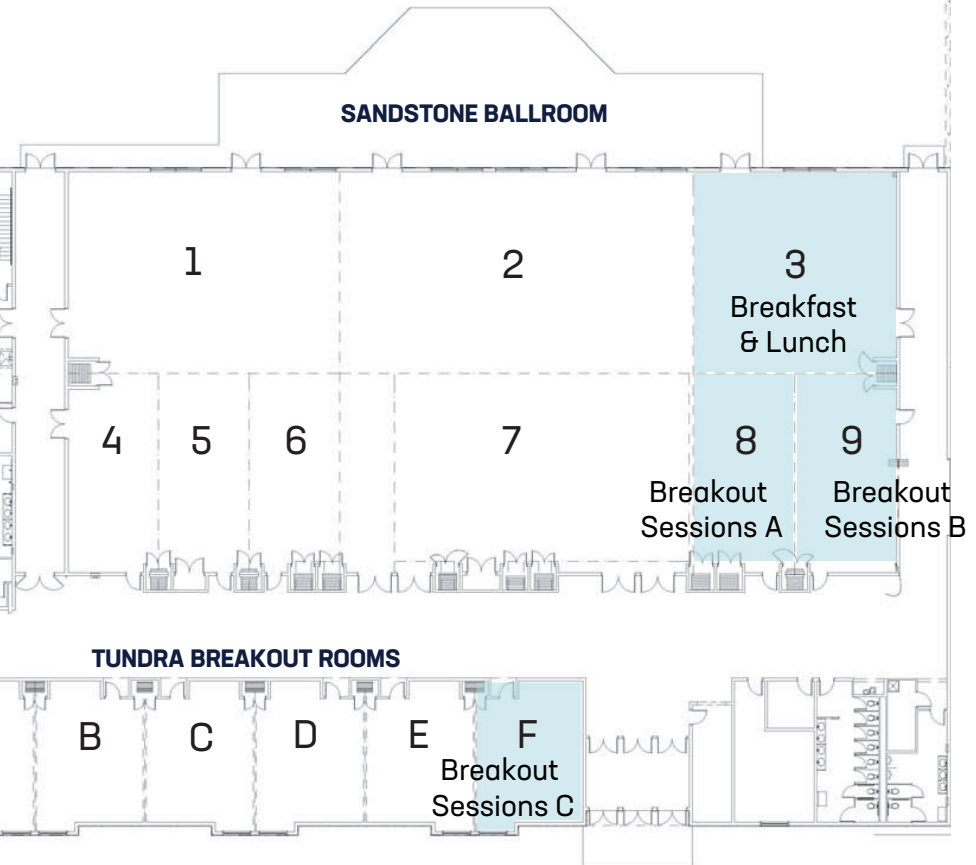 SANDSTONE BALLROOM
1
2
3
Breakfast
& Lunch
4
5
6
7
8
Breakout
Sessions A
9
Breakout
Sessions B
TUNDRA BREAKOUT ROOMS
B
C
D
E
F
Breakout
Sessions C